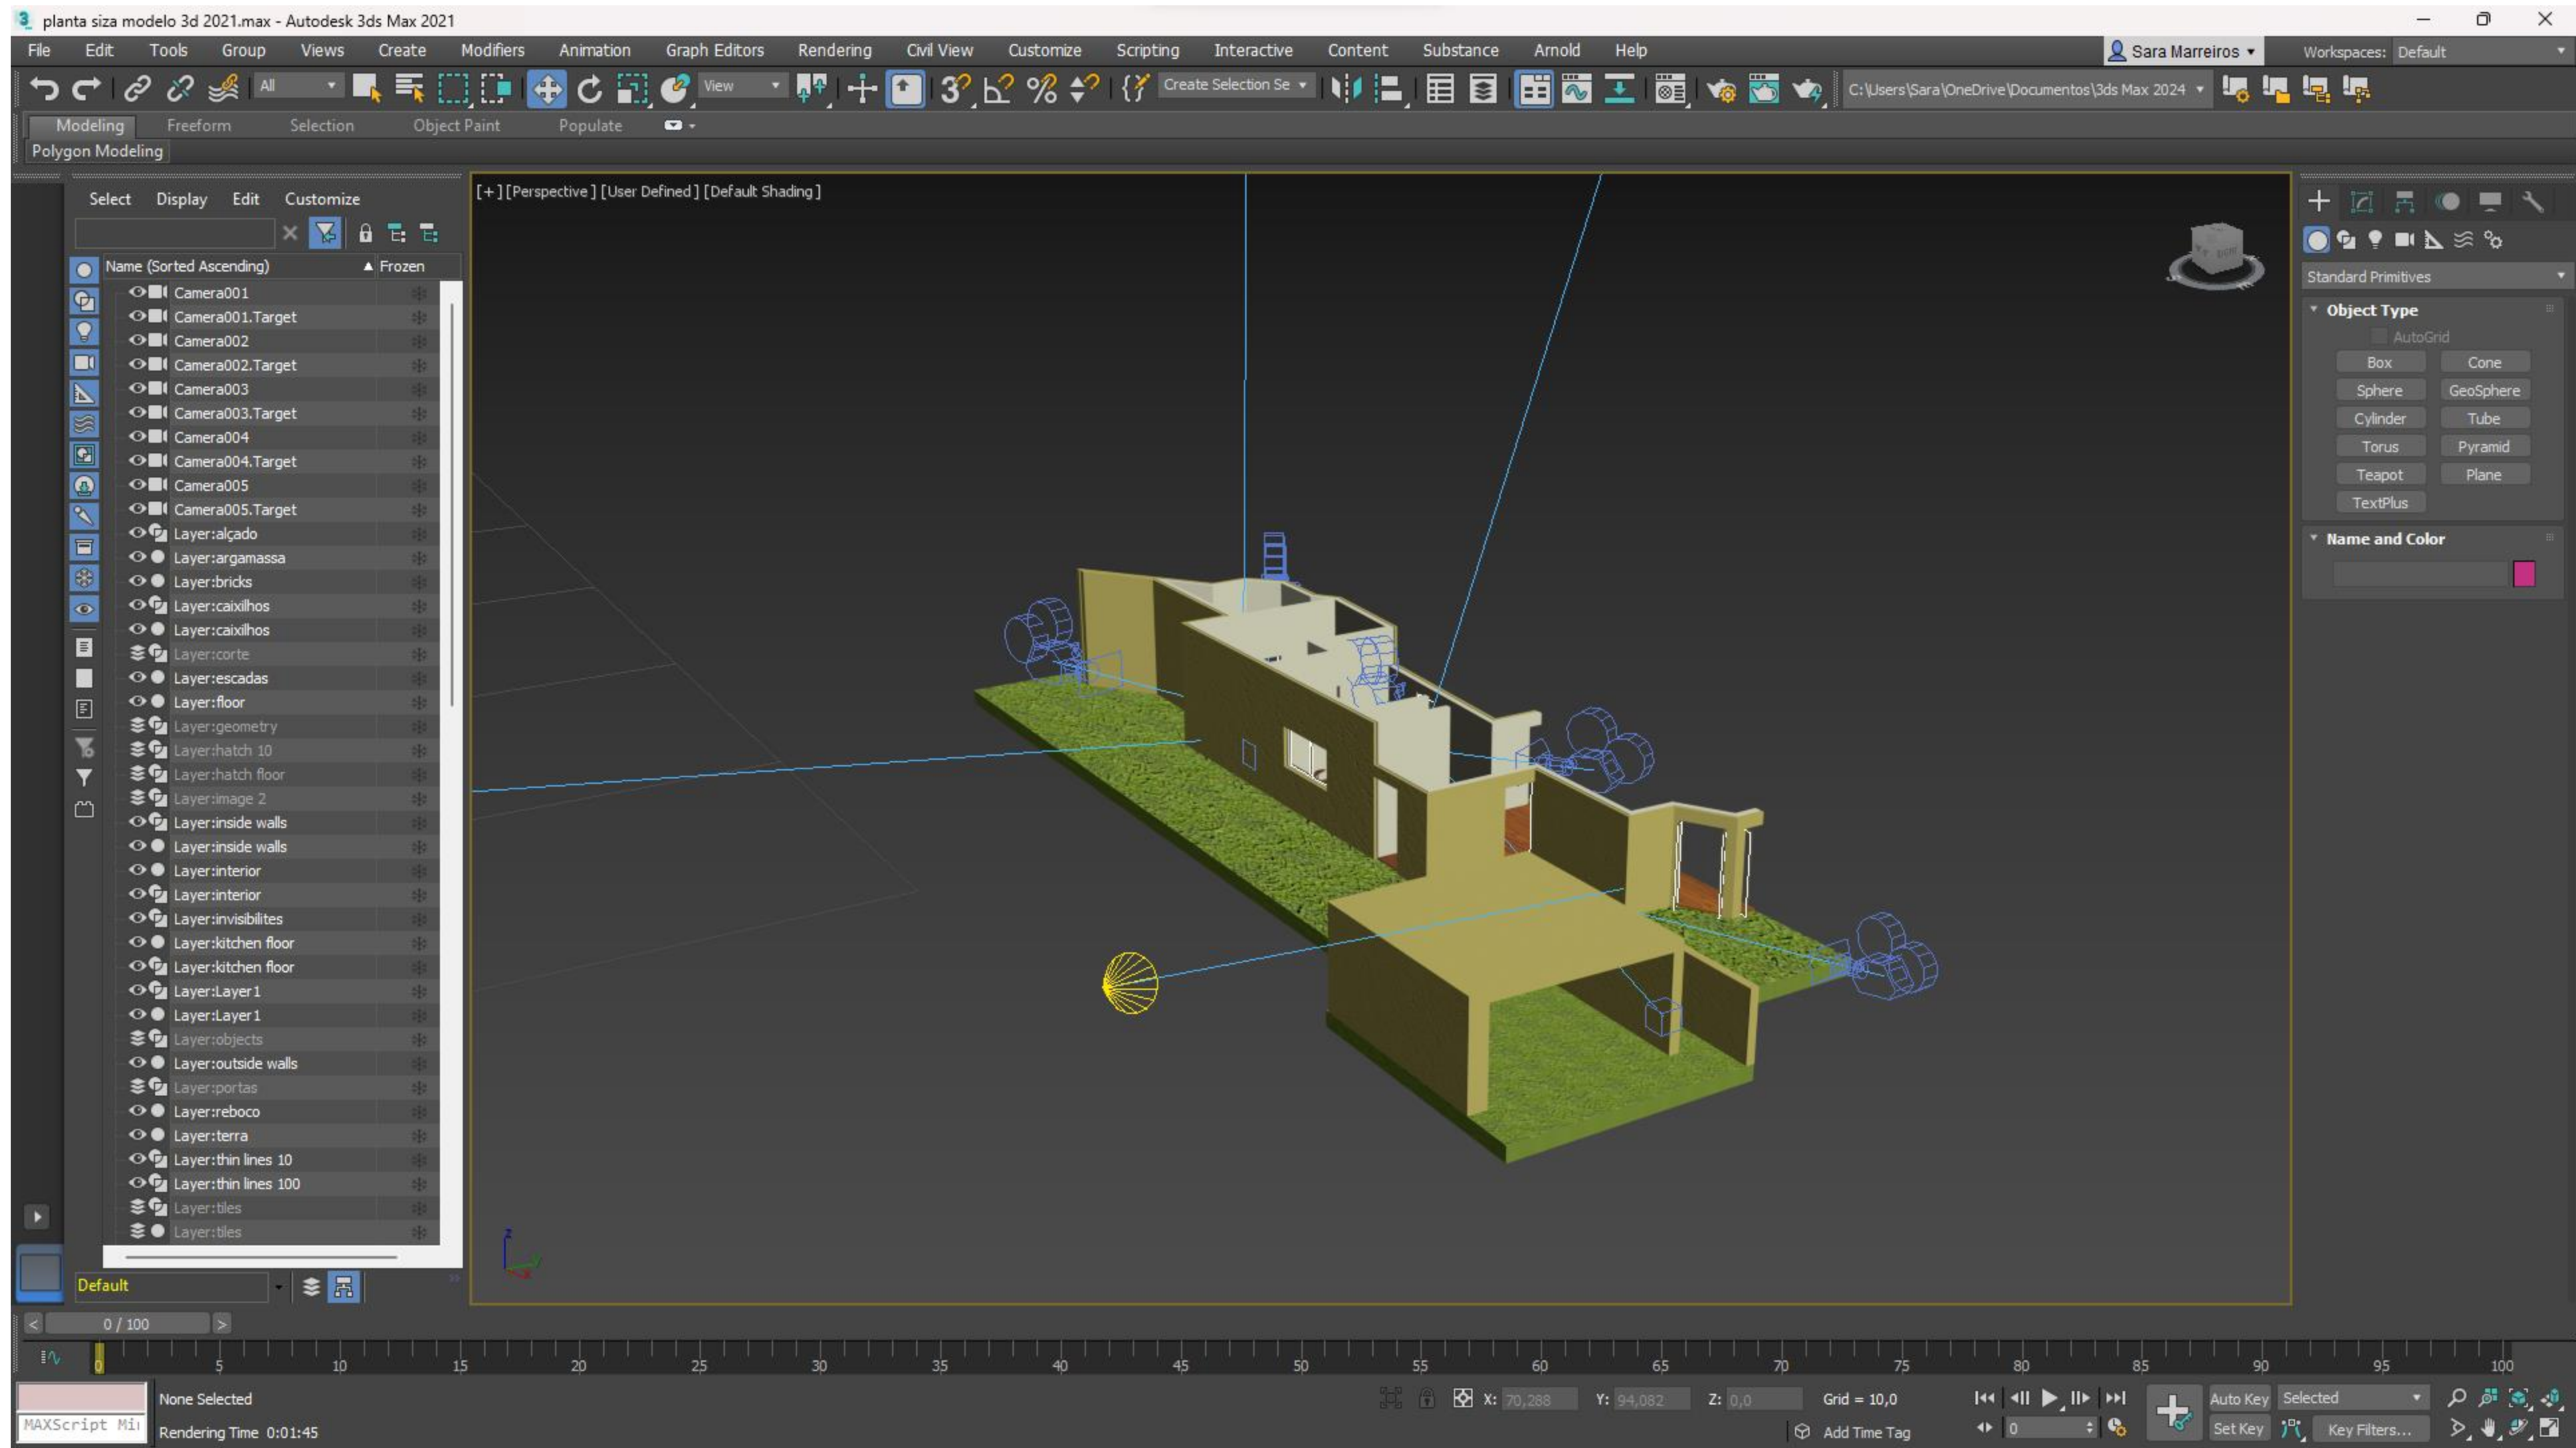 planta siza modelo 3d 2021.max - Autodesk 3ds Max 2021
File Edit Tools Group Views Create Modifiers Animation Graph Editors Rendering Civil View Customize Scripting Interactive Content Substance Arnold Help Sara Marreiros Workspaces: Default
All View Create Selection Se C:\Users\Sara\OneDrive\Documentos\3ds Max 2024
Modeling Freeform Selection Object Paint Populate
Polygon Modeling
Select Display Edit Customize
Name (Sorted Ascending) Frozen
Camera001
Camera001.Target
Camera002
Camera002.Target
Camera003
Camera003.Target
Camera004
Camera004.Target
Camera005
Camera005.Target
Layer:alçado
Layer:argamassa
Layer:bricks
Layer:caixilhos
Layer:caixilhos
Layer:corte
Layer:escadas
Layer:floor
Layer:geometry
Layer:hatch 10
Layer:hatch floor
Layer:image 2
Layer:inside walls
Layer:inside walls
Layer:interior
Layer:interior
Layer:invisibilites
Layer:kitchen floor
Layer:kitchen floor
Layer:Layer1
Layer:Layer1
Layer:objects
Layer:outside walls
Layer:portas
Layer:reboco
Layer:terra
Layer:thin lines 10
Layer:thin lines 100
Layer:tiles
Layer:tiles
Default
[+] [Perspective] [User Defined] [Default Shading]
z
Standard Primitives
Object Type
AutoGrid
Box Cone
Sphere GeoSphere
Cylinder Tube
Torus Pyramid
Teapot Plane
TextPlus
Name and Color
< 0 / 100 >
0 5 10 15 20 25 30 35 40 45 50 55 60 65 70 75 80 85 90 95 100
None Selected X: 70,288 Y: 94,082 Z: 0,0 Grid = 10,0 Auto Key Selected
MAXScript Mi Rendering Time 0:01:45 Add Time Tag 0 Set Key Key Filters...